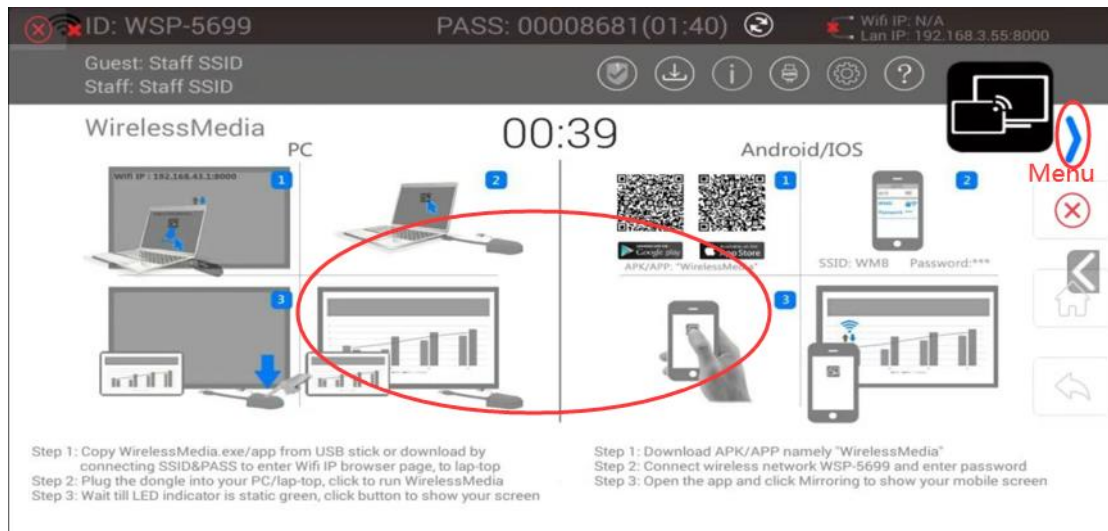 ID: WSP-5699
PASS: 00008681(01:40)
Wifi IP: N/A
Lan IP: 192.168.3.55:8000
Guest: Staff SSID
Staff: Staff SSID
WirelessMedia
00:39
Menu
PC
Wifi IP : 192.168.43.1:8000
1
2
3
Android/IOS
1
2
Google play
App Store
APK/APP: "WirelessMedia"
Password
SSID: WMB Password:***
3
Step 1: Copy WirelessMedia.exe/app from USB stick or download by
connecting SSID&PASS to enter Wifi IP browser page, to lap-top
Step 2: Plug the dongle into your PC/lap-top, click to run WirelessMedia
Step 3: Wait till LED indicator is static green, click button to show your screen
Step 1: Download APK/APP namely "WirelessMedia"
Step 2: Connect wireless network WSP-5699 and enter password
Step 3: Open the app and click Mirroring to show your mobile screen